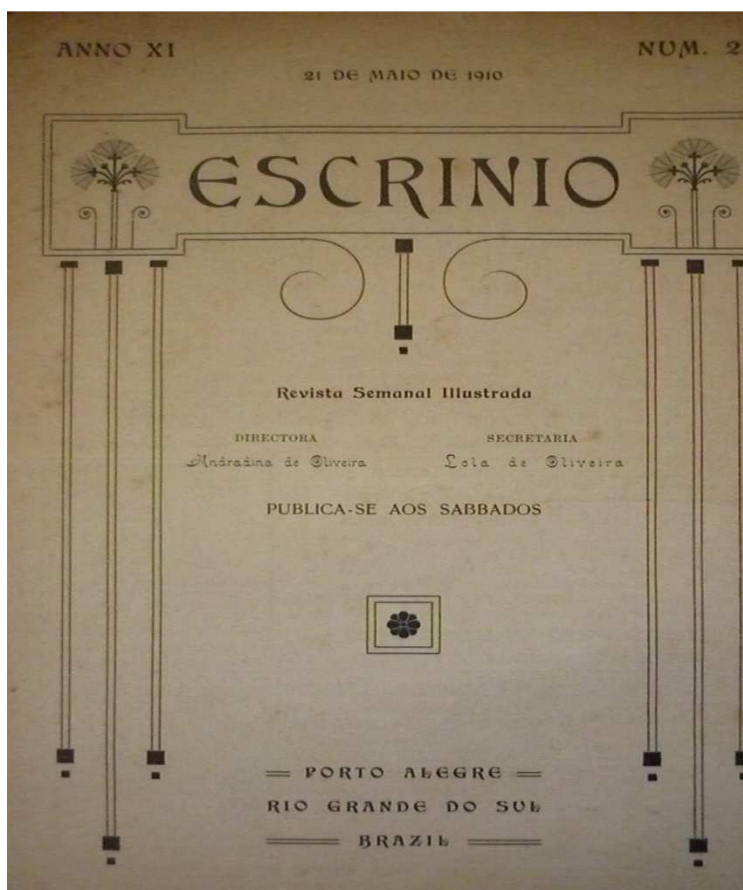 ANNO XI NUM. 2
21 DE MAIO DE 1910
ESCRINIO
Revista Semanal Illustrada
DIRECTORA SECRETARIA
Andradina de Oliveira Lola de Oliveira
PUBLICA-SE AOS SABBADOS
PORTO ALEGRE
RIO GRANDE DO SUL
BRAZIL